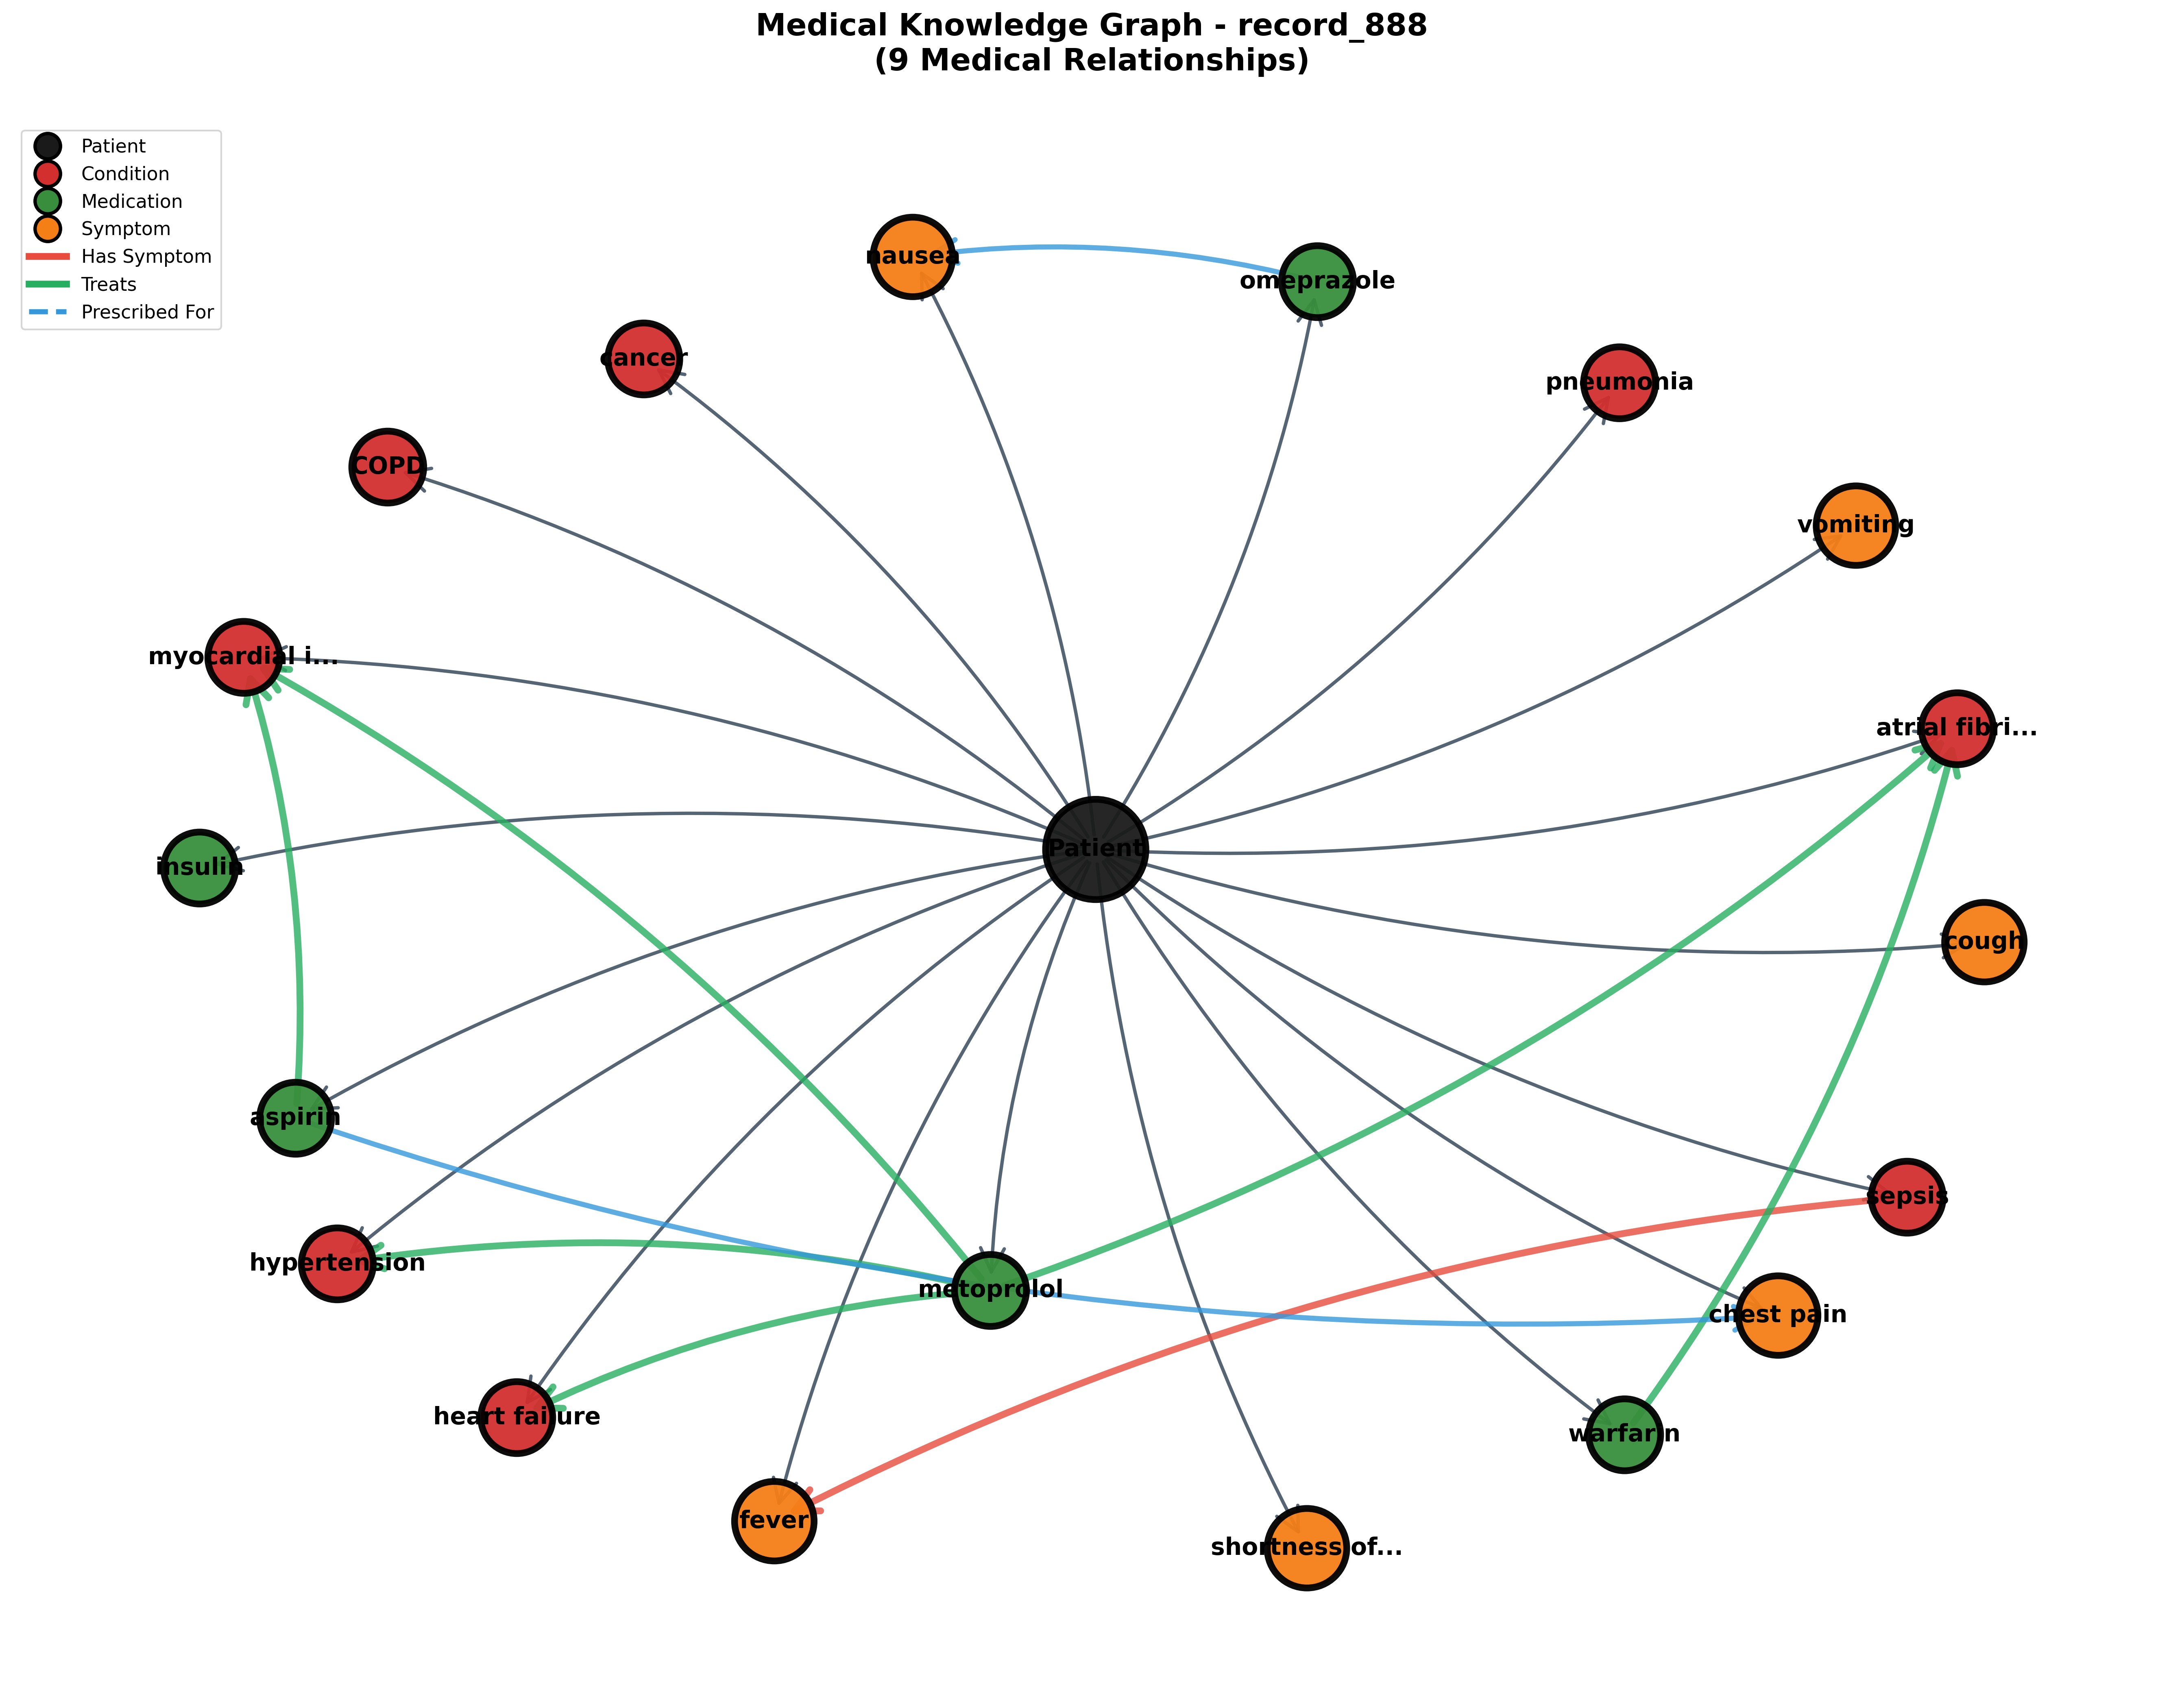 Medical Knowledge Graph - record_888
(9 Medical Relationships)
Patient
Condition
Medication
Symptom
Has Symptom
Treats
Prescribed For
nausea
omeprazole
cancer
pneumonia
COPD
vomiting
myocardial i...
atrial fibri...
Patient
insulin
cough
aspirin
sepsis
hypertension
metoprolol
chest pain
heart failure
warfarin
fever
shortness of...